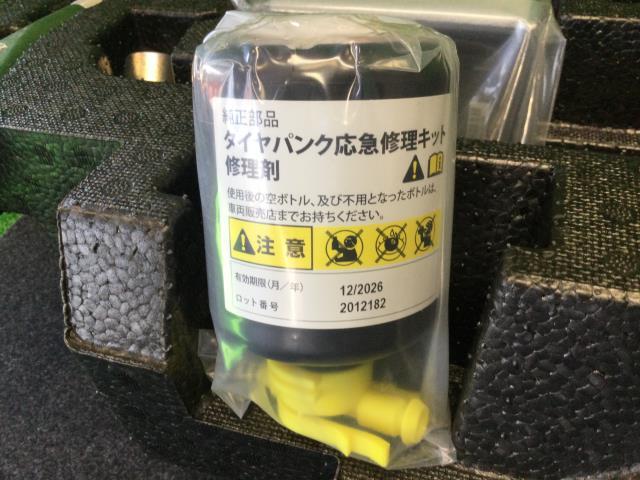 純正部品
タイヤパンク応急修理キット
修理剤
使用後の空ボトル、及び不用となったボトルは、
車両販売店までお持ちください。
注意
有効期限(月/年) 12/2026
ロット番号 2012182